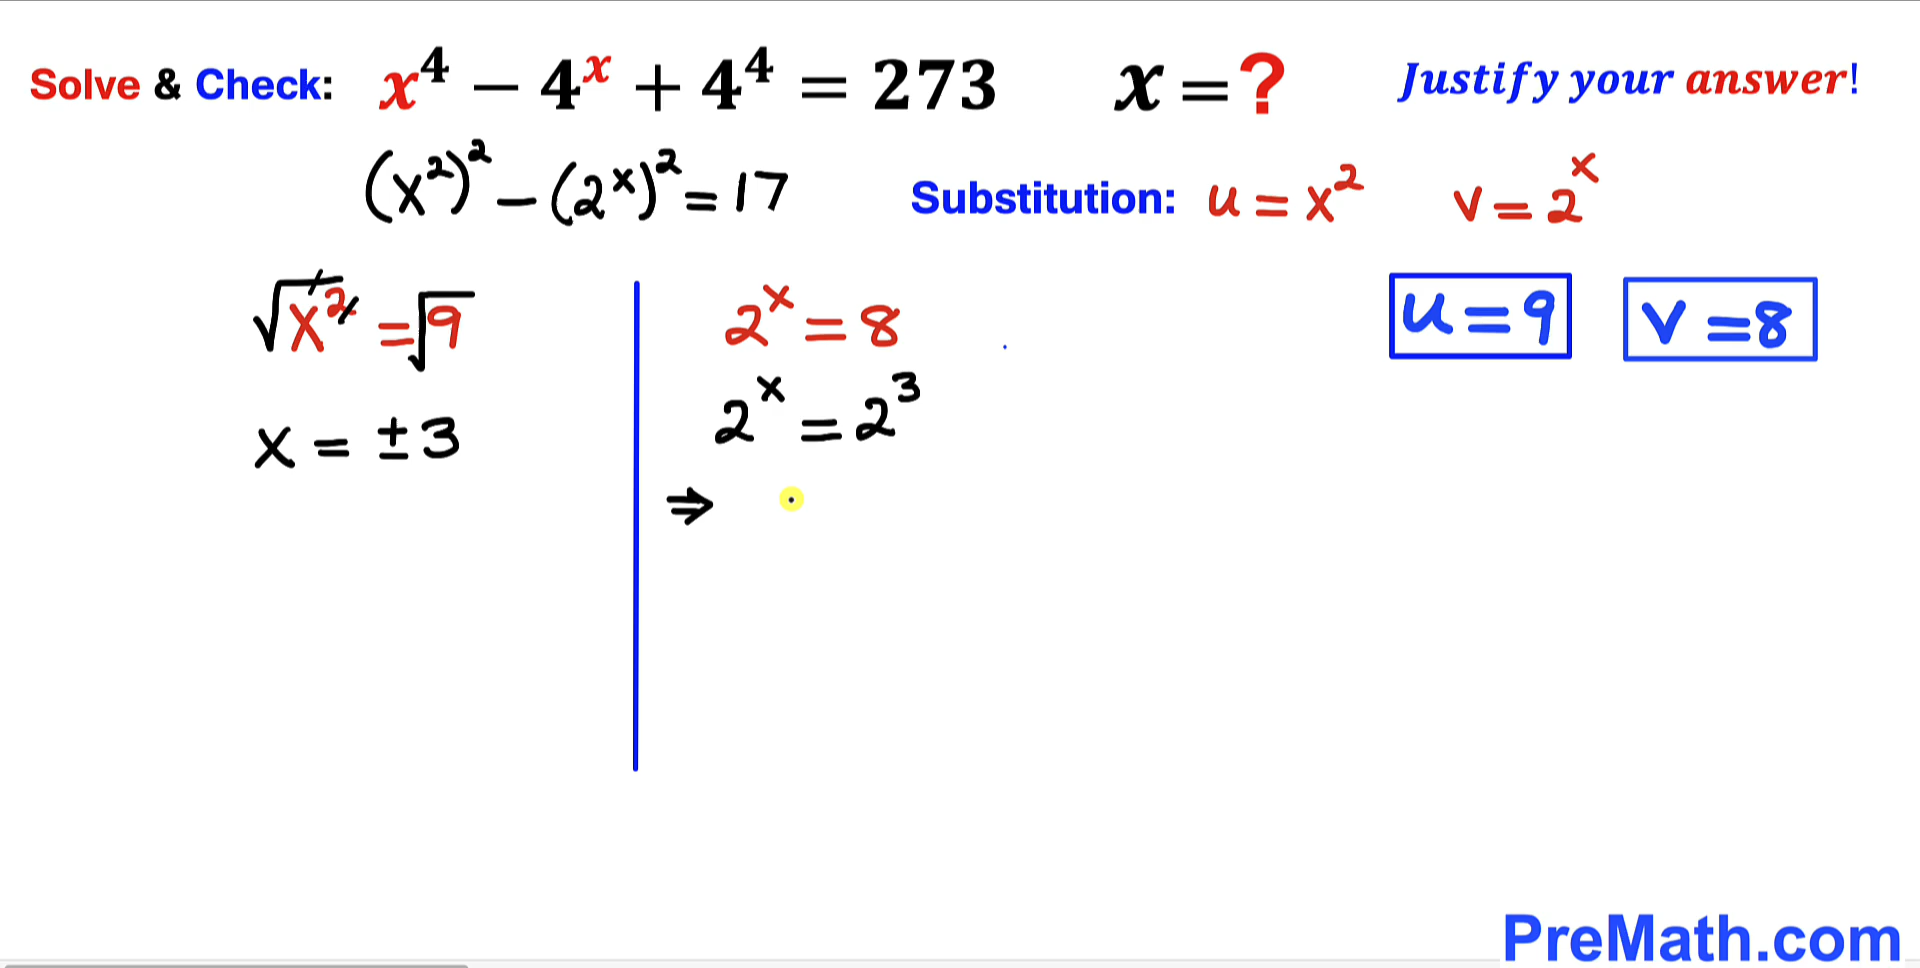 Solve & Check: x⁴ − 4ˣ + 4⁴ = 273 x = ? Justify your answer!
(x²)² − (2ˣ)² = 17 Substitution: u = x² v = 2ˣ
√x² = √9 2ˣ = 8 u = 9 v = 8
x = ±3 2ˣ = 2³
⇒
PreMath.com